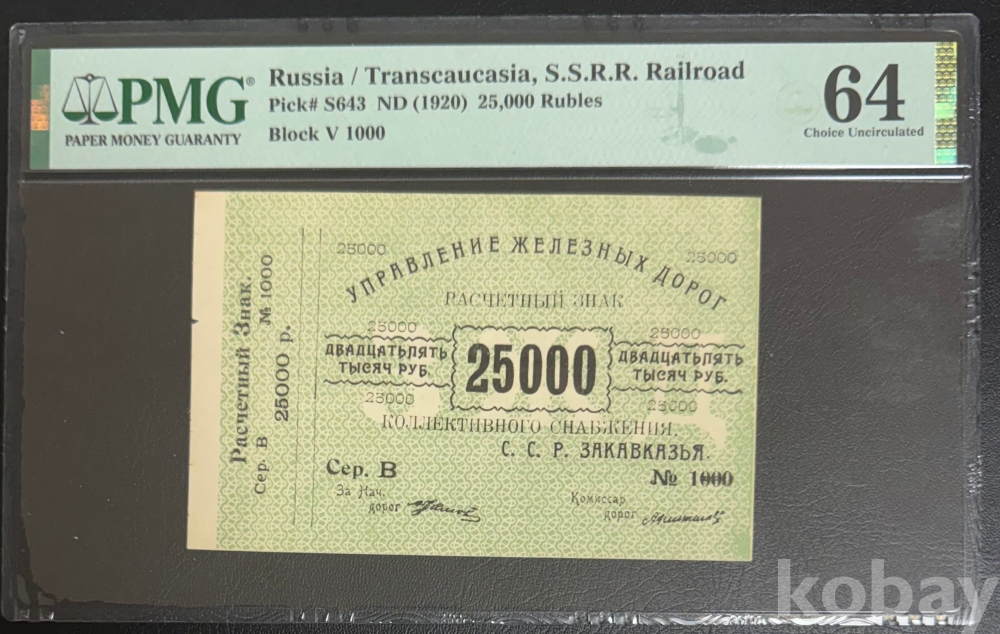 PMG®
PAPER MONEY GUARANTY
Russia / Transcaucasia, S.S.R.R. Railroad
Pick# S643 ND (1920) 25,000 Rubles
Block V 1000
64
Choice Uncirculated
Расчетный Знак.
Сер. В № 1000
25000 р.
25000 25000
УПРАВЛЕНИЕ ЖЕЛЕЗНЫХ ДОРОГ
РАСЧЕТНЫЙ ЗНАК
25000 25000
ДВАДЦАТЬПЯТЬ
ТЫСЯЧ РУБ.
25000
ДВАДЦАТЬПЯТЬ
ТЫСЯЧ РУБ.
25000 25000
КОЛЛЕКТИВНОГО СНАБЖЕНИЯ.
С. С. Р. ЗАКАВКАЗЬЯ.
Сер. В № 1000
За Нач. дорог
Комиссар дорог
kobay